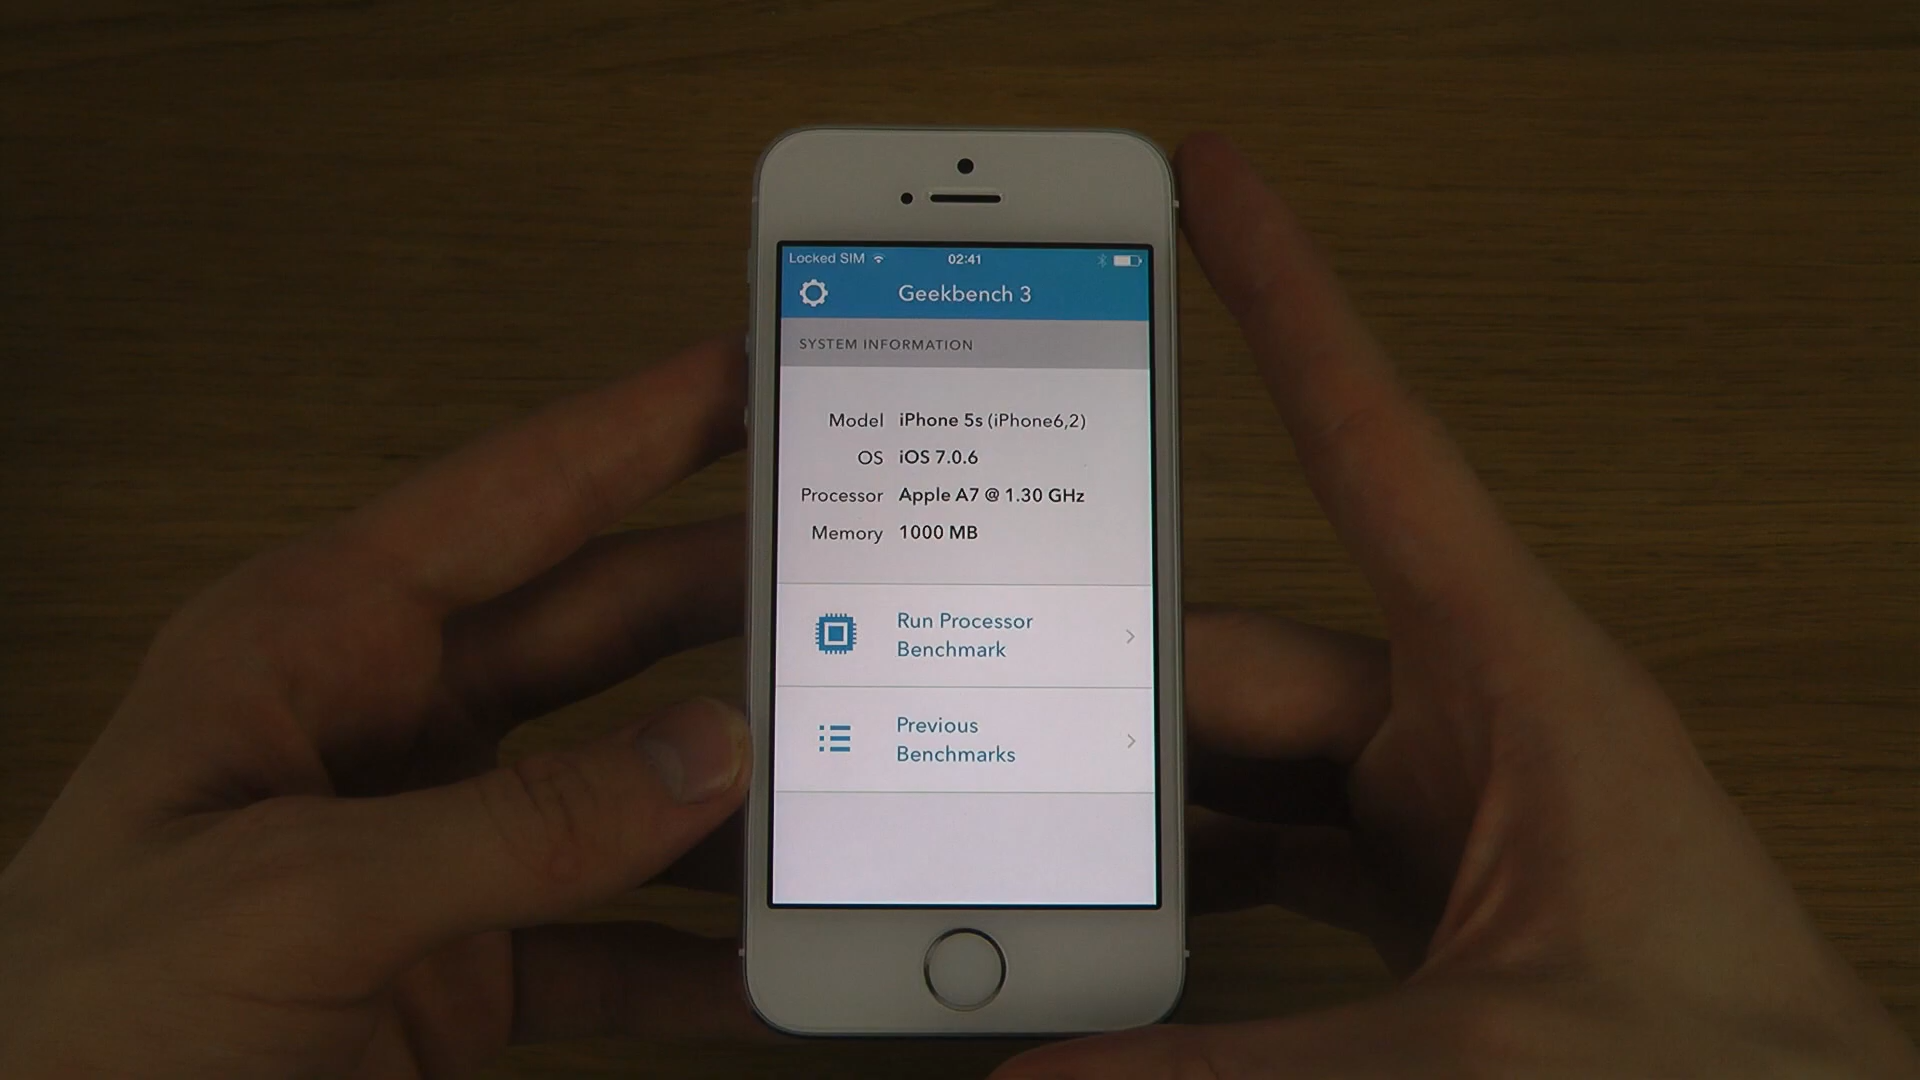 Locked SIM 02:41
Geekbench 3
SYSTEM INFORMATION
Model iPhone 5s (iPhone6,2)
OS iOS 7.0.6
Processor Apple A7 @ 1.30 GHz
Memory 1000 MB
Run Processor
Benchmark
Previous
Benchmarks